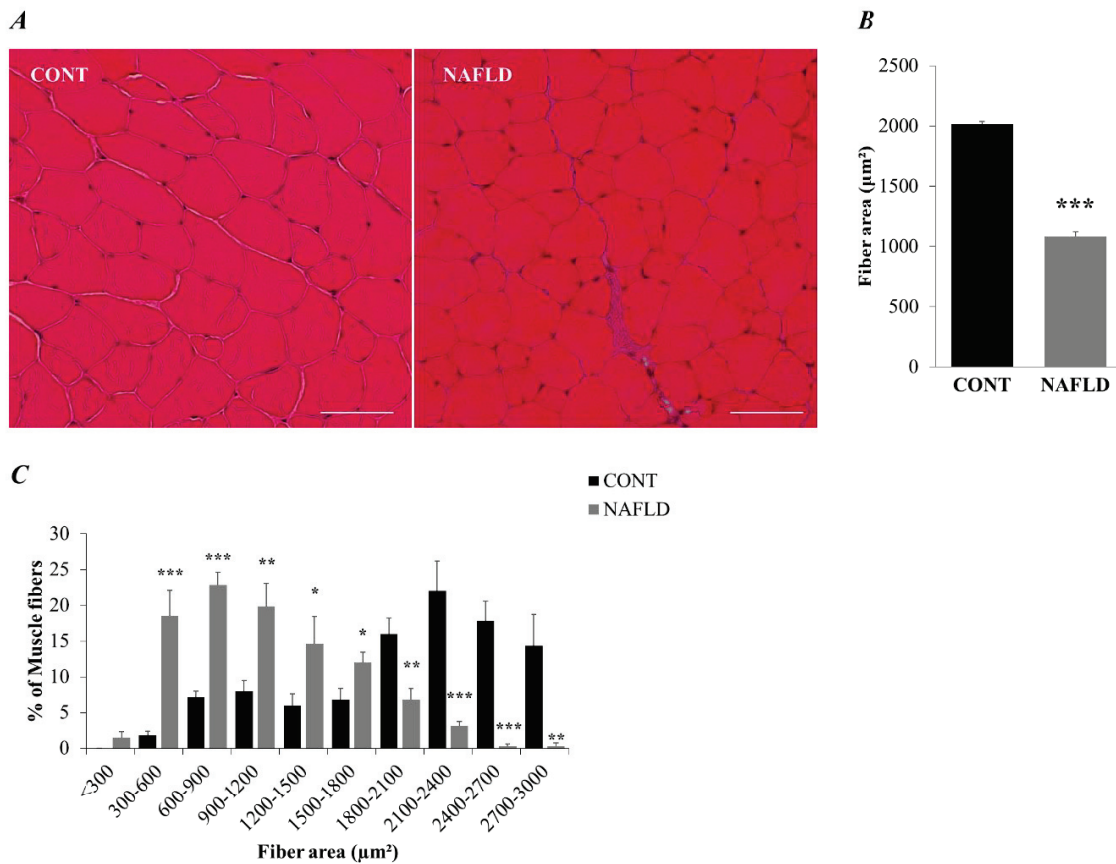 A
CONT
NAFLD
B
2500
2000
1500
1000
500
0
Fiber area (µm²)
***
CONT
NAFLD
C
CONT
NAFLD
30
25
20
15
10
5
0
% of Muscle fibers
***
***
**
*
*
**
***
***
**
<300
300-600
600-900
900-1200
1200-1500
1500-1800
1800-2100
2100-2400
2400-2700
2700-3000
Fiber area (µm²)